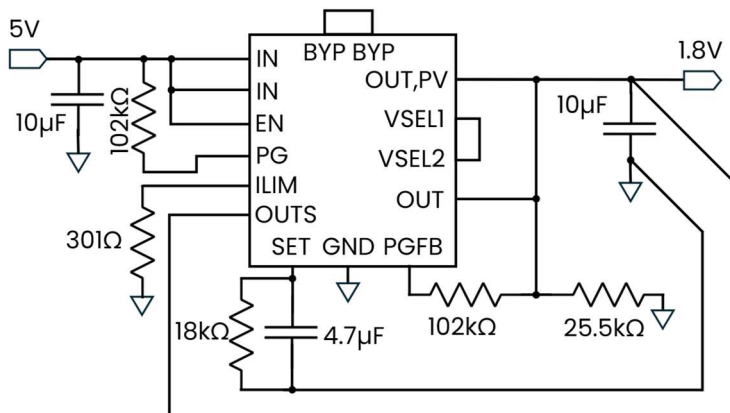 5V
BYP BYP
1.8V
IN
OUT,PV
IN
10µF
VSEL1
10µF
102kΩ
EN
PG
VSEL2
ILIM
OUT
OUTS
301Ω
SET GND PGFB
18kΩ
4.7µF
102kΩ
25.5kΩ